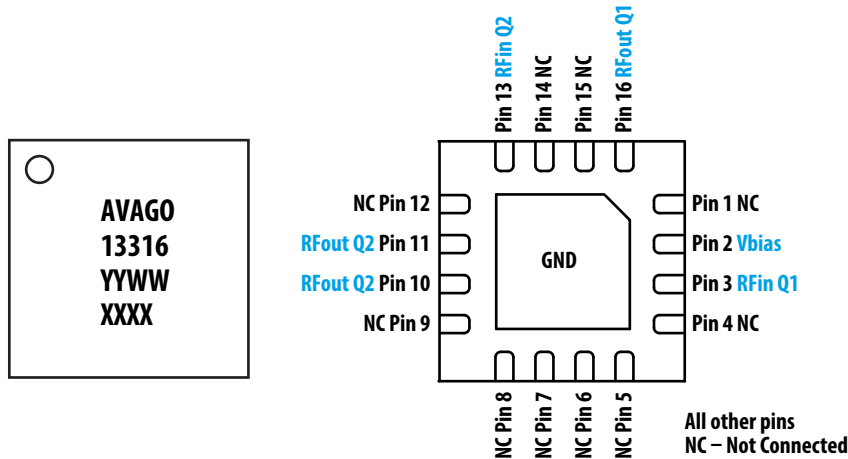 AVAGO
13316
YYWW
XXXX
Pin 13 RFin Q2
Pin 14 NC
Pin 15 NC
Pin 16 RFout Q1
NC Pin 12
RFout Q2 Pin 11
RFout Q2 Pin 10
NC Pin 9
GND
Pin 1 NC
Pin 2 Vbias
Pin 3 RFin Q1
Pin 4 NC
NC Pin 8
NC Pin 7
NC Pin 6
NC Pin 5
All other pins
NC – Not Connected